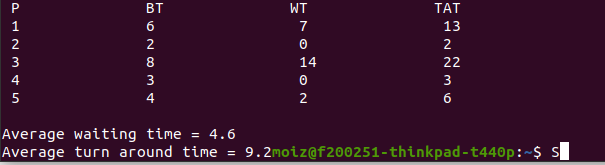 P BT WT TAT
1 6 7 13
2 2 0 2
3 8 14 22
4 3 0 3
5 4 2 6
Average waiting time = 4.6
Average turn around time = 9.2moiz@f200251-thinkpad-t440p:~$ S